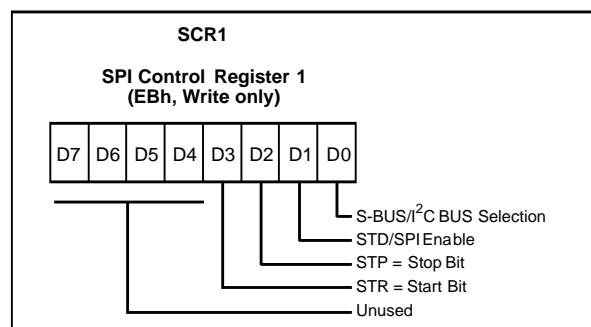 SCR1
SPI Control Register 1
(EBh, Write only)
D7 D6 D5 D4 D3 D2 D1 D0
S-BUS/I²C BUS Selection
STD/SPI Enable
STP = Stop Bit
STR = Start Bit
Unused